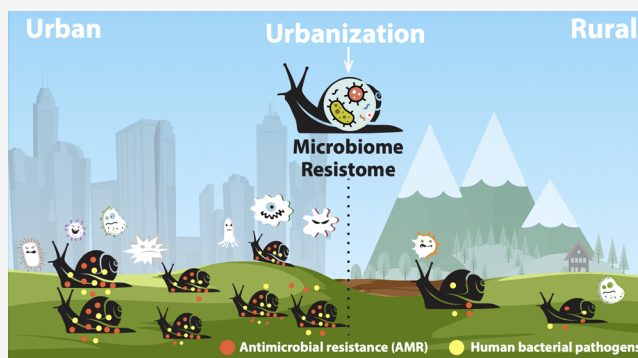 Urban
Urbanization
Rural
Microbiome
Resistome
Antimicrobial resistance (AMR)
Human bacterial pathogens